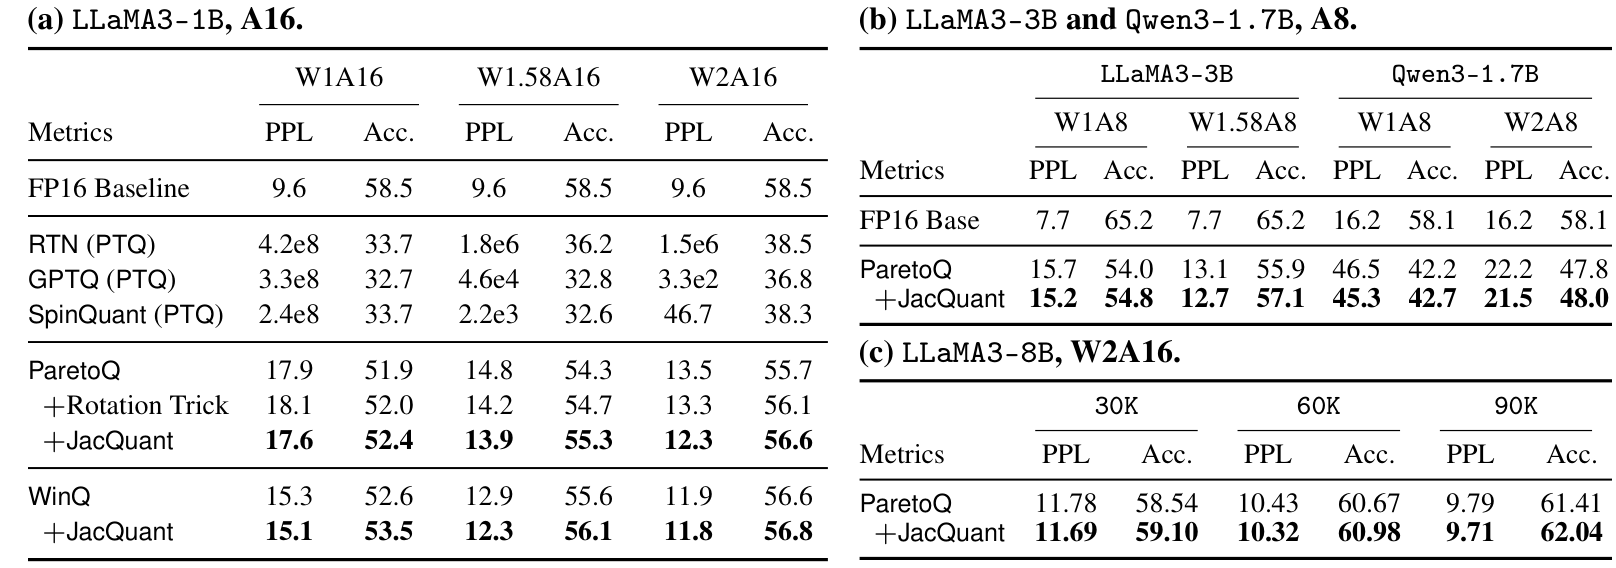 (a) LLaMA3-1B, A16.
W1A16 W1.58A16 W2A16
Metrics PPL Acc. PPL Acc. PPL Acc.
FP16 Baseline 9.6 58.5 9.6 58.5 9.6 58.5
RTN (PTQ) 4.2e8 33.7 1.8e6 36.2 1.5e6 38.5
GPTQ (PTQ) 3.3e8 32.7 4.6e4 32.8 3.3e2 36.8
SpinQuant (PTQ) 2.4e8 33.7 2.2e3 32.6 46.7 38.3
ParetoQ 17.9 51.9 14.8 54.3 13.5 55.7
+Rotation Trick 18.1 52.0 14.2 54.7 13.3 56.1
+JacQuant 17.6 52.4 13.9 55.3 12.3 56.6
WinQ 15.3 52.6 12.9 55.6 11.9 56.6
+JacQuant 15.1 53.5 12.3 56.1 11.8 56.8
(b) LLaMA3-3B and Qwen3-1.7B, A8.
LLaMA3-3B Qwen3-1.7B
W1A8 W1.58A8 W1A8 W2A8
Metrics PPL Acc. PPL Acc. PPL Acc. PPL Acc.
FP16 Base 7.7 65.2 7.7 65.2 16.2 58.1 16.2 58.1
ParetoQ 15.7 54.0 13.1 55.9 46.5 42.2 22.2 47.8
+JacQuant 15.2 54.8 12.7 57.1 45.3 42.7 21.5 48.0
(c) LLaMA3-8B, W2A16.
30K 60K 90K
Metrics PPL Acc. PPL Acc. PPL Acc.
ParetoQ 11.78 58.54 10.43 60.67 9.79 61.41
+JacQuant 11.69 59.10 10.32 60.98 9.71 62.04